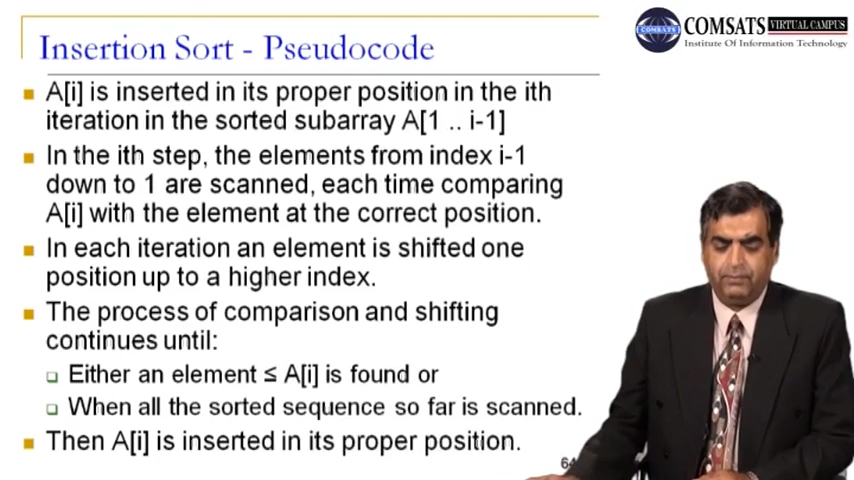 COMSATS VIRTUAL CAMPUS
COMSATS
Institute Of Information Technology
Insertion Sort - Pseudocode
A[i] is inserted in its proper position in the ith
iteration in the sorted subarray A[1 .. i-1]
In the ith step, the elements from index i-1
down to 1 are scanned, each time comparing
A[i] with the element at the correct position.
In each iteration an element is shifted one
position up to a higher index.
The process of comparison and shifting
continues until:
Either an element ≤ A[i] is found or
When all the sorted sequence so far is scanned.
Then A[i] is inserted in its proper position.